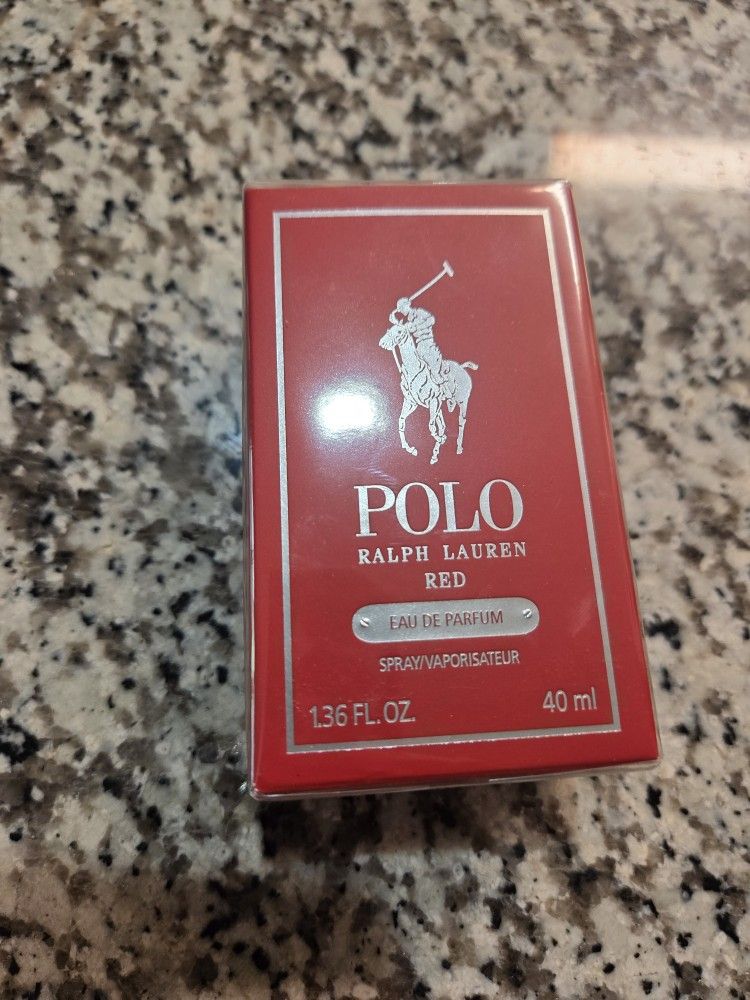 POLO
RALPH LAUREN
RED
EAU DE PARFUM
SPRAY/VAPORISATEUR
1.36 FL. OZ. 40 ml